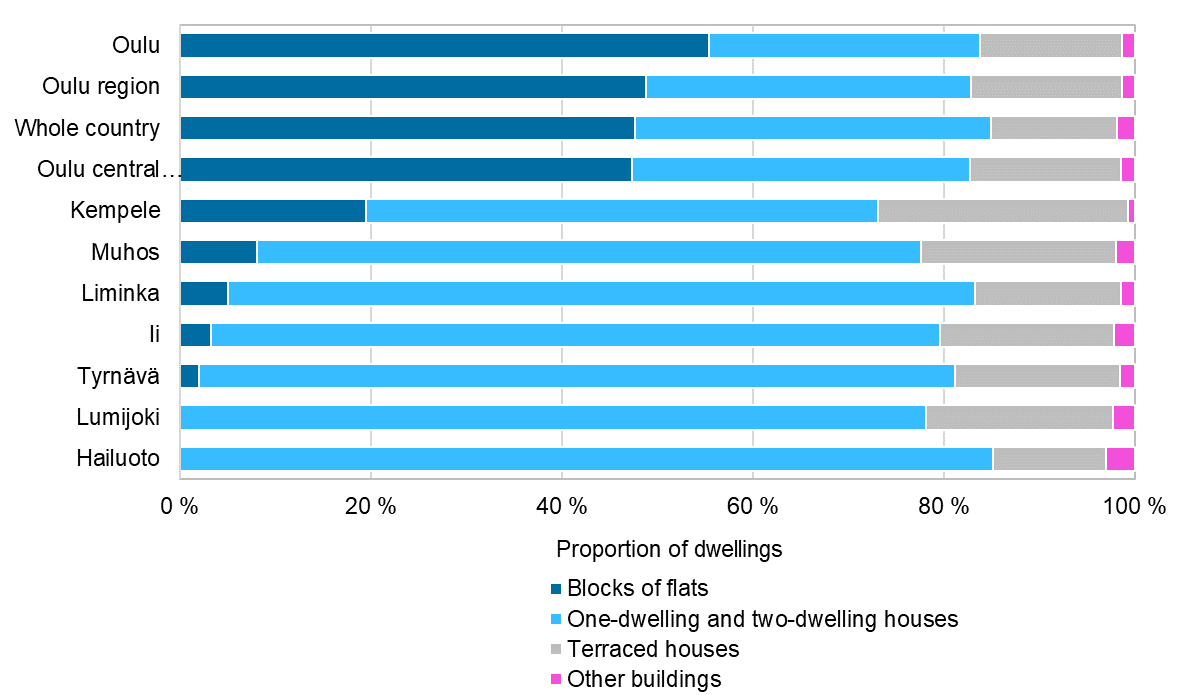 Oulu
Oulu region
Whole country
Oulu central…
Kempele
Muhos
Liminka
Ii
Tyrnävä
Lumijoki
Hailuoto
0 % 20 % 40 % 60 % 80 % 100 %
Proportion of dwellings
Blocks of flats
One-dwelling and two-dwelling houses
Terraced houses
Other buildings